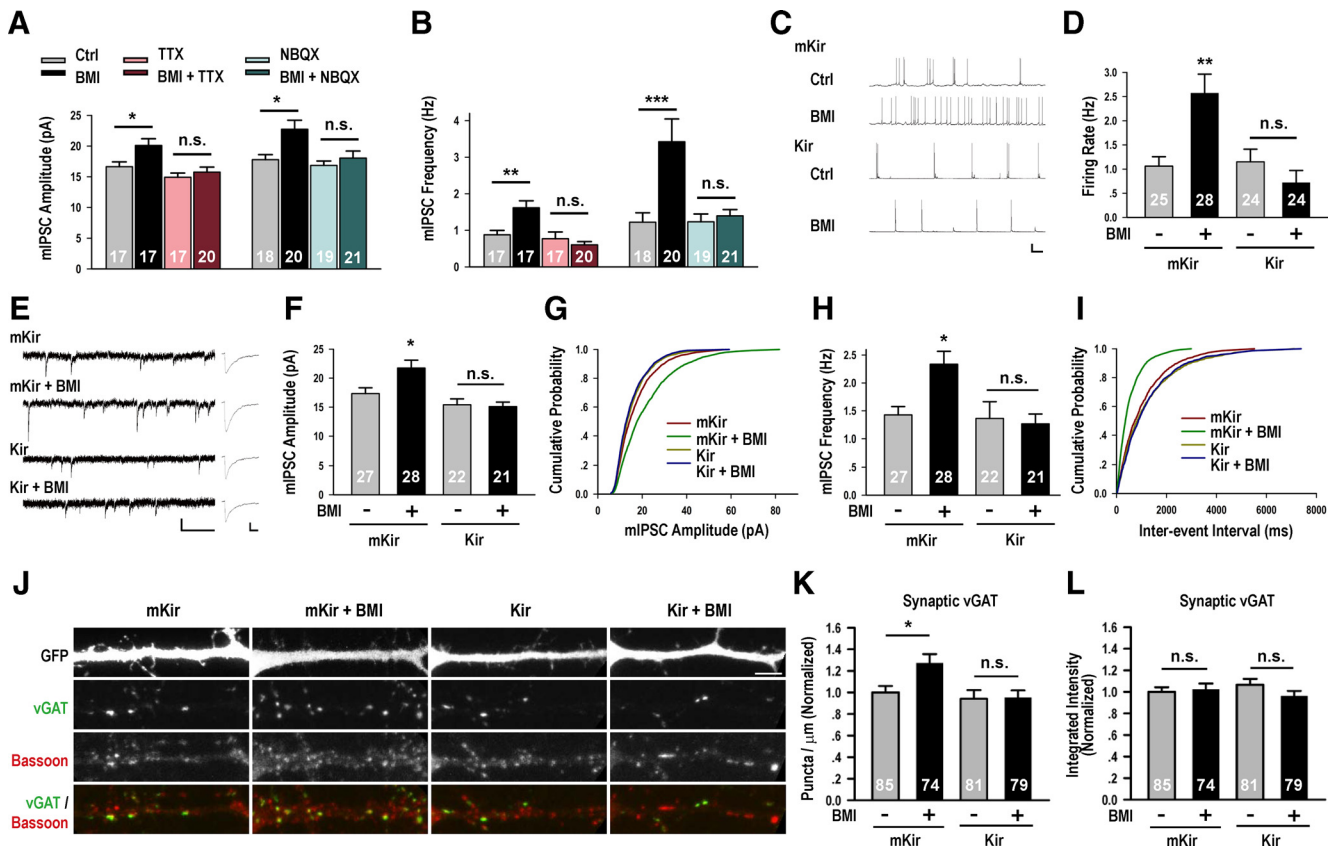 A
Ctrl
TTX
NBQX
BMI
BMI + TTX
BMI + NBQX
mIPSC Amplitude (pA)
25
20
15
10
5
0
*
n.s.
*
n.s.
17
17
17
20
18
20
19
21
B
mIPSC Frequency (Hz)
4
3
2
1
0
**
n.s.
***
n.s.
17
17
17
20
18
20
19
21
C
mKir
Ctrl
BMI
Kir
Ctrl
BMI
D
Firing Rate (Hz)
3.0
2.5
2.0
1.5
1.0
.5
0.0
**
n.s.
25
28
24
24
BMI
-
+
-
+
mKir
Kir
E
mKir
mKir + BMI
Kir
Kir + BMI
F
mIPSC Amplitude (pA)
25
20
15
10
5
0
*
n.s.
27
28
22
21
BMI
-
+
-
+
mKir
Kir
G
Cumulative Probability
1.0
.8
.6
.4
.2
0.0
mKir
mKir + BMI
Kir
Kir + BMI
0
20
40
60
80
mIPSC Amplitude (pA)
H
mIPSC Frequency (Hz)
2.5
2.0
1.5
1.0
.5
0.0
*
n.s.
27
28
22
21
BMI
-
+
-
+
mKir
Kir
I
Cumulative Probability
1.0
.8
.6
.4
.2
0.0
mKir
mKir + BMI
Kir
Kir + BMI
0
2000
4000
6000
8000
Inter-event Interval (ms)
J
mKir
mKir + BMI
Kir
Kir + BMI
GFP
vGAT
Bassoon
vGAT /
Bassoon
K
Synaptic vGAT
Puncta / μm (Normalized)
1.6
1.4
1.2
1.0
.8
.6
.4
.2
0.0
*
n.s.
85
74
81
79
BMI
-
+
-
+
mKir
Kir
L
Synaptic vGAT
Integrated Intensity
(Normalized)
1.6
1.4
1.2
1.0
.8
.6
.4
.2
0.0
n.s.
n.s.
85
74
81
79
BMI
-
+
-
+
mKir
Kir